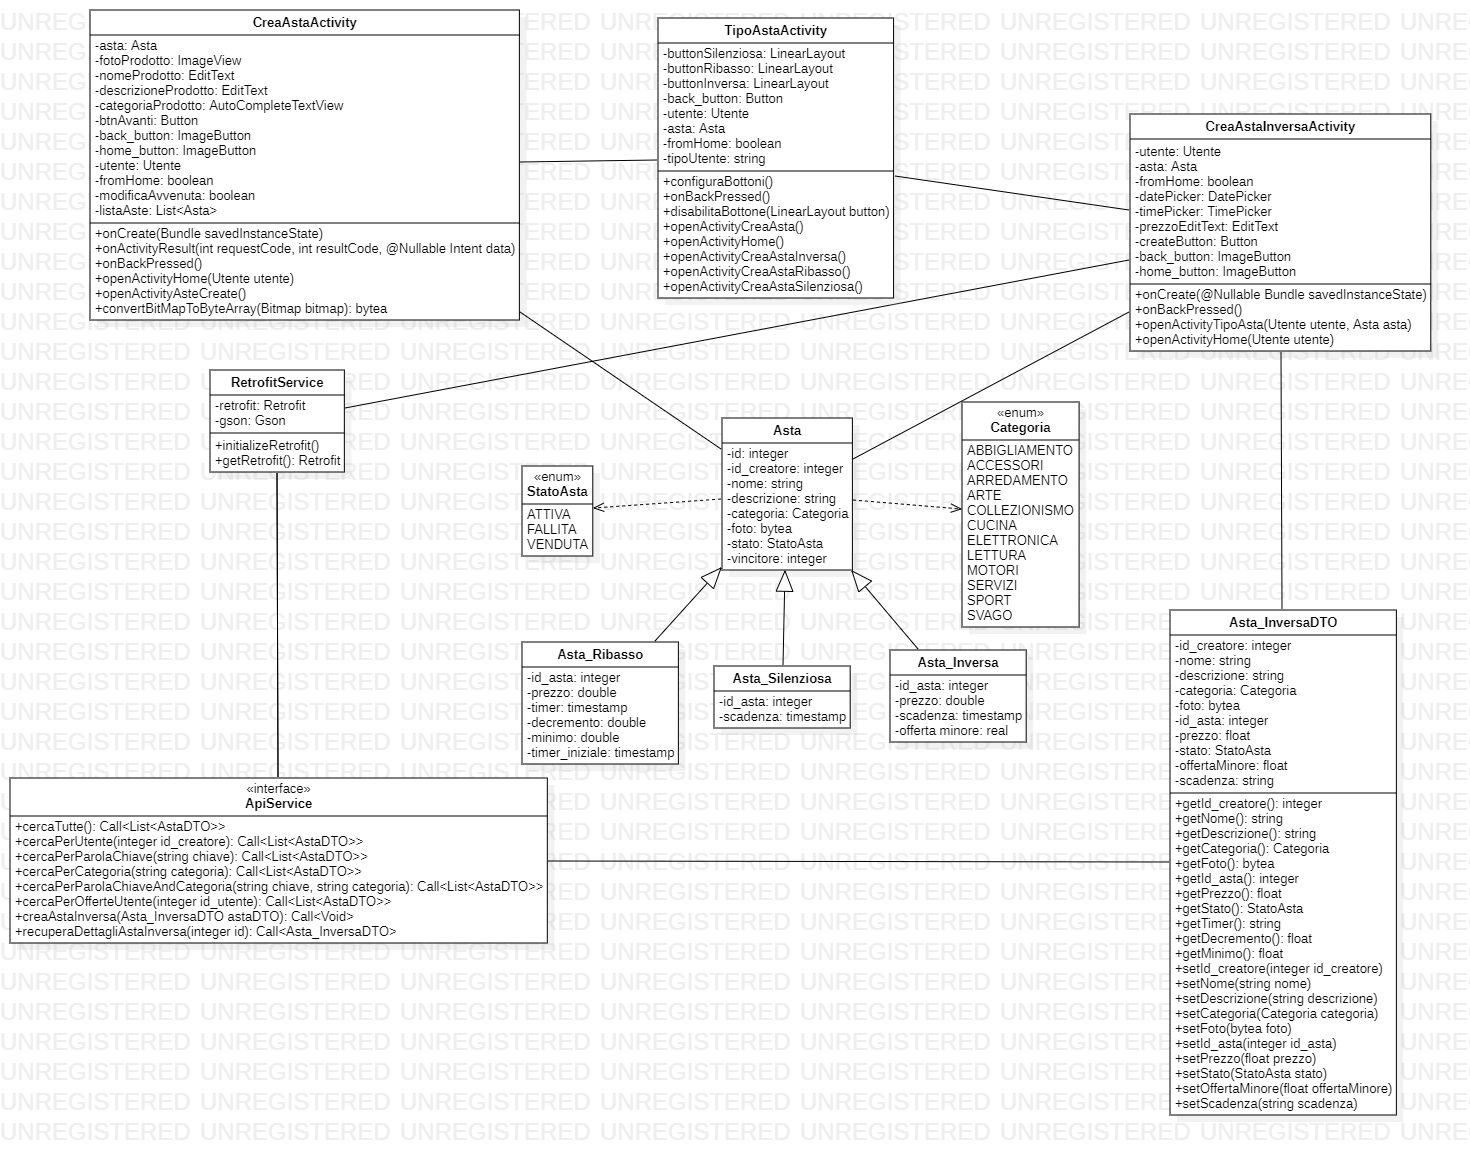 CreaAstaActivity
-asta: Asta
-fotoProdotto: ImageView
-nomeProdotto: EditText
-descrizioneProdotto: EditText
-categoriaProdotto: AutoCompleteTextView
-btnAvanti: Button
-back_button: ImageButton
-home_button: ImageButton
-utente: Utente
-fromHome: boolean
-modificaAvvenuta: boolean
-listaAste: List<Asta>
+onCreate(Bundle savedInstanceState)
+onActivityResult(int requestCode, int resultCode, @Nullable Intent data)
+onBackPressed()
+openActivityHome(Utente utente)
+openActivityAsteCreate()
+convertBitMapToByteArray(Bitmap bitmap): bytea
TipoAstaActivity
-buttonSilenziosa: LinearLayout
-buttonRibasso: LinearLayout
-buttonInversa: LinearLayout
-back_button: Button
-utente: Utente
-asta: Asta
-fromHome: boolean
-tipoUtente: string
+configuraBottoni()
+onBackPressed()
+disabilitaBottone(LinearLayout button)
+openActivityCreaAsta()
+openActivityHome()
+openActivityCreaAstaInversa()
+openActivityCreaAstaRibasso()
+openActivityCreaAstaSilenziosa()
CreaAstaInversaActivity
-utente: Utente
-asta: Asta
-fromHome: boolean
-datePicker: DatePicker
-timePicker: TimePicker
-prezzoEditText: EditText
-createButton: Button
-back_button: ImageButton
-home_button: ImageButton
+onCreate(@Nullable Bundle savedInstanceState)
+onBackPressed()
+openActivityTipoAsta(Utente utente, Asta asta)
+openActivityHome(Utente utente)
RetrofitService
-retrofit: Retrofit
-gson: Gson
+initializeRetrofit()
+getRetrofit(): Retrofit
«enum»
StatoAsta
ATTIVA
FALLITA
VENDUTA
Asta
-id: integer
-id_creatore: integer
-nome: string
-descrizione: string
-categoria: Categoria
-foto: bytea
-stato: StatoAsta
-vincitore: integer
«enum»
Categoria
ABBIGLIAMENTO
ACCESSORI
ARREDAMENTO
ARTE
COLLEZIONISMO
CUCINA
ELETTRONICA
LETTURA
MOTORI
SERVIZI
SPORT
SVAGO
Asta_Ribasso
-id_asta: integer
-prezzo: double
-timer: timestamp
-decremento: double
-minimo: double
-timer_iniziale: timestamp
Asta_Silenziosa
-id_asta: integer
-scadenza: timestamp
Asta_Inversa
-id_asta: integer
-prezzo: double
-scadenza: timestamp
-offerta minore: real
Asta_InversaDTO
-id_creatore: integer
-nome: string
-descrizione: string
-categoria: Categoria
-foto: bytea
-id_asta: integer
-prezzo: float
-stato: StatoAsta
-offertaMinore: float
-scadenza: string
+getId_creatore(): integer
+getNome(): string
+getDescrizione(): string
+getCategoria(): Categoria
+getFoto(): bytea
+getId_asta(): integer
+getPrezzo(): float
+getStato(): StatoAsta
+getTimer(): string
+getDecremento(): float
+getMinimo(): float
+setId_creatore(integer id_creatore)
+setNome(string nome)
+setDescrizione(string descrizione)
+setCategoria(Categoria categoria)
+setFoto(bytea foto)
+setId_asta(integer id_asta)
+setPrezzo(float prezzo)
+setStato(StatoAsta stato)
+setOffertaMinore(float offertaMinore)
+setScadenza(string scadenza)
«interface»
ApiService
+cercaTutte(): Call<List<AstaDTO>>
+cercaPerUtente(integer id_creatore): Call<List<AstaDTO>>
+cercaPerParolaChiave(string chiave): Call<List<AstaDTO>>
+cercaPerCategoria(string categoria): Call<List<AstaDTO>>
+cercaPerParolaChiaveAndCategoria(string chiave, string categoria): Call<List<AstaDTO>>
+cercaPerOfferteUtente(integer id_utente): Call<List<AstaDTO>>
+creaAstaInversa(Asta_InversaDTO astaDTO): Call<Void>
+recuperaDettagliAstaInversa(integer id): Call<Asta_InversaDTO>